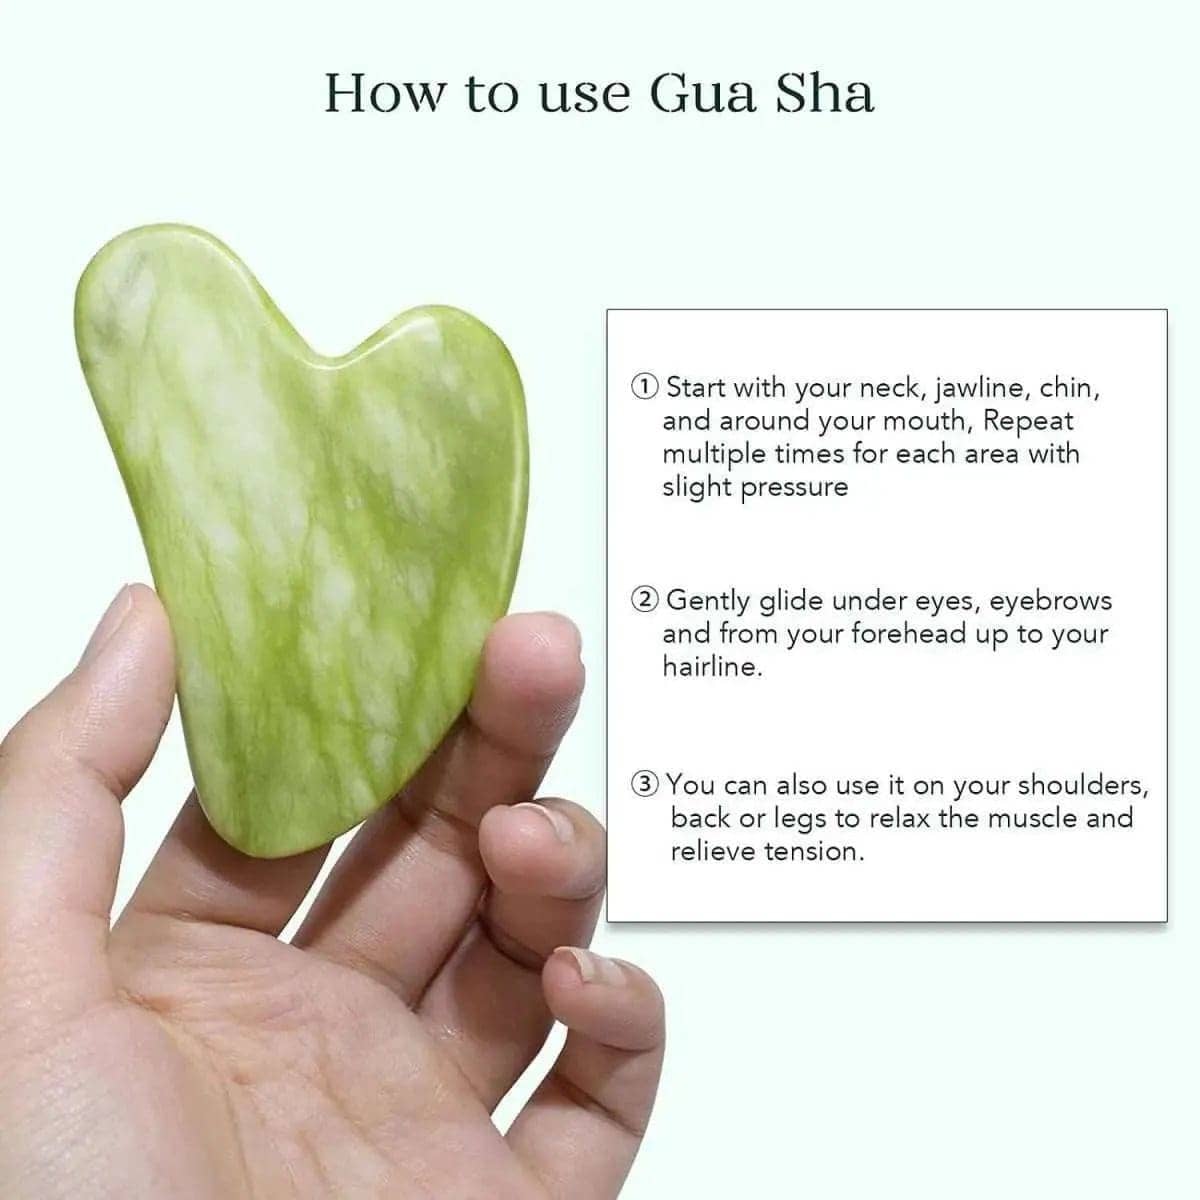 How to use Gua Sha
① Start with your neck, jawline, chin,
and around your mouth, Repeat
multiple times for each area with
slight pressure
② Gently glide under eyes, eyebrows
and from your forehead up to your
hairline.
③ You can also use it on your shoulders,
back or legs to relax the muscle and
relieve tension.